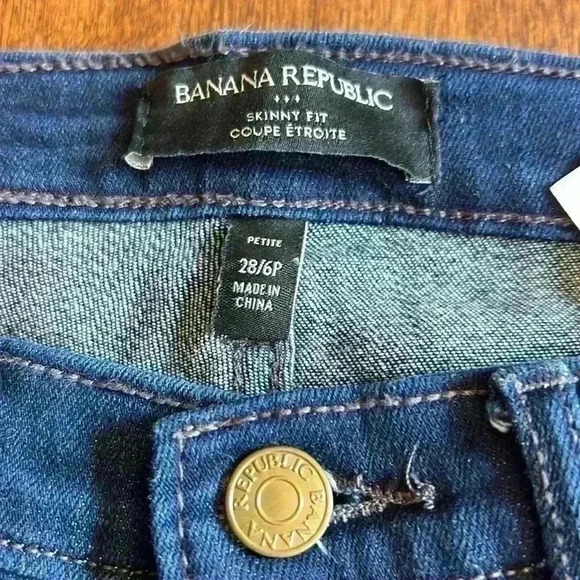 BANANA REPUBLIC
SKINNY FIT
COUPE ÉTROITE
PETITE
28/6P
MADE IN
CHINA
REPUBLIC BANANA